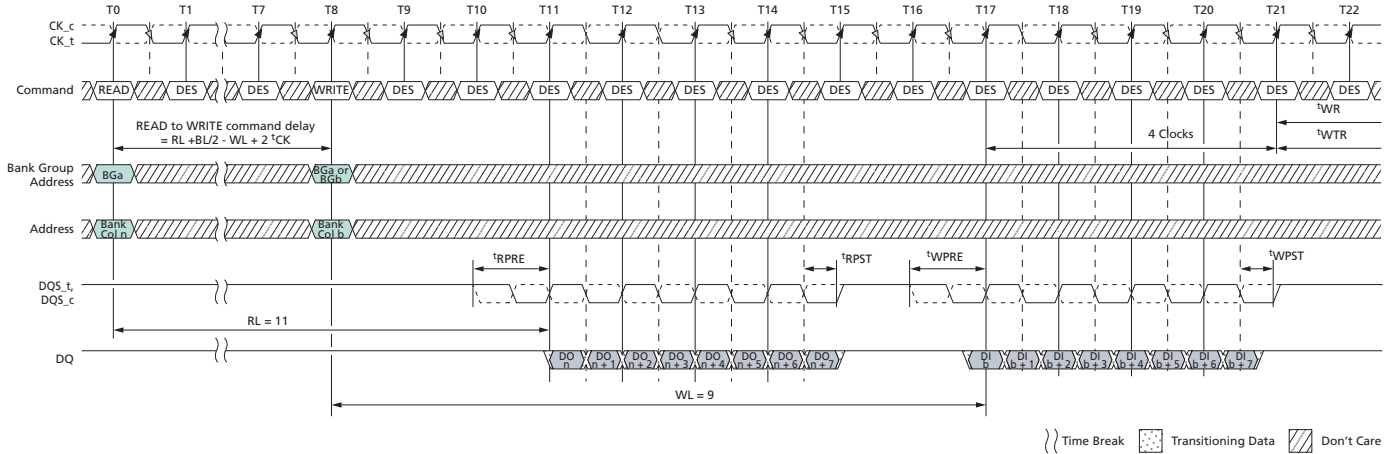 T0 T1 T7 T8 T9 T10 T11 T12 T13 T14 T15 T16 T17 T18 T19 T20 T21 T22
CK_c
CK_t
Command READ DES DES WRITE DES DES DES DES DES DES DES DES DES DES DES DES DES DES
tWR
READ to WRITE command delay
= RL +BL/2 - WL + 2 tCK
4 Clocks
tWTR
Bank Group
Address
BGa
BGa or
BGb
Address
Bank
Col n
Bank
Col b
tRPRE tRPST tWPRE tWPST
DQS_t,
DQS_c
RL = 11
DQ
DO
n
DO
n + 1
DO
n + 2
DO
n + 3
DO
n + 4
DO
n + 5
DO
n + 6
DO
n + 7
DI
b
DI
b + 1
DI
b + 2
DI
b + 3
DI
b + 4
DI
b + 5
DI
b + 6
DI
b + 7
WL = 9
Time Break Transitioning Data Don't Care